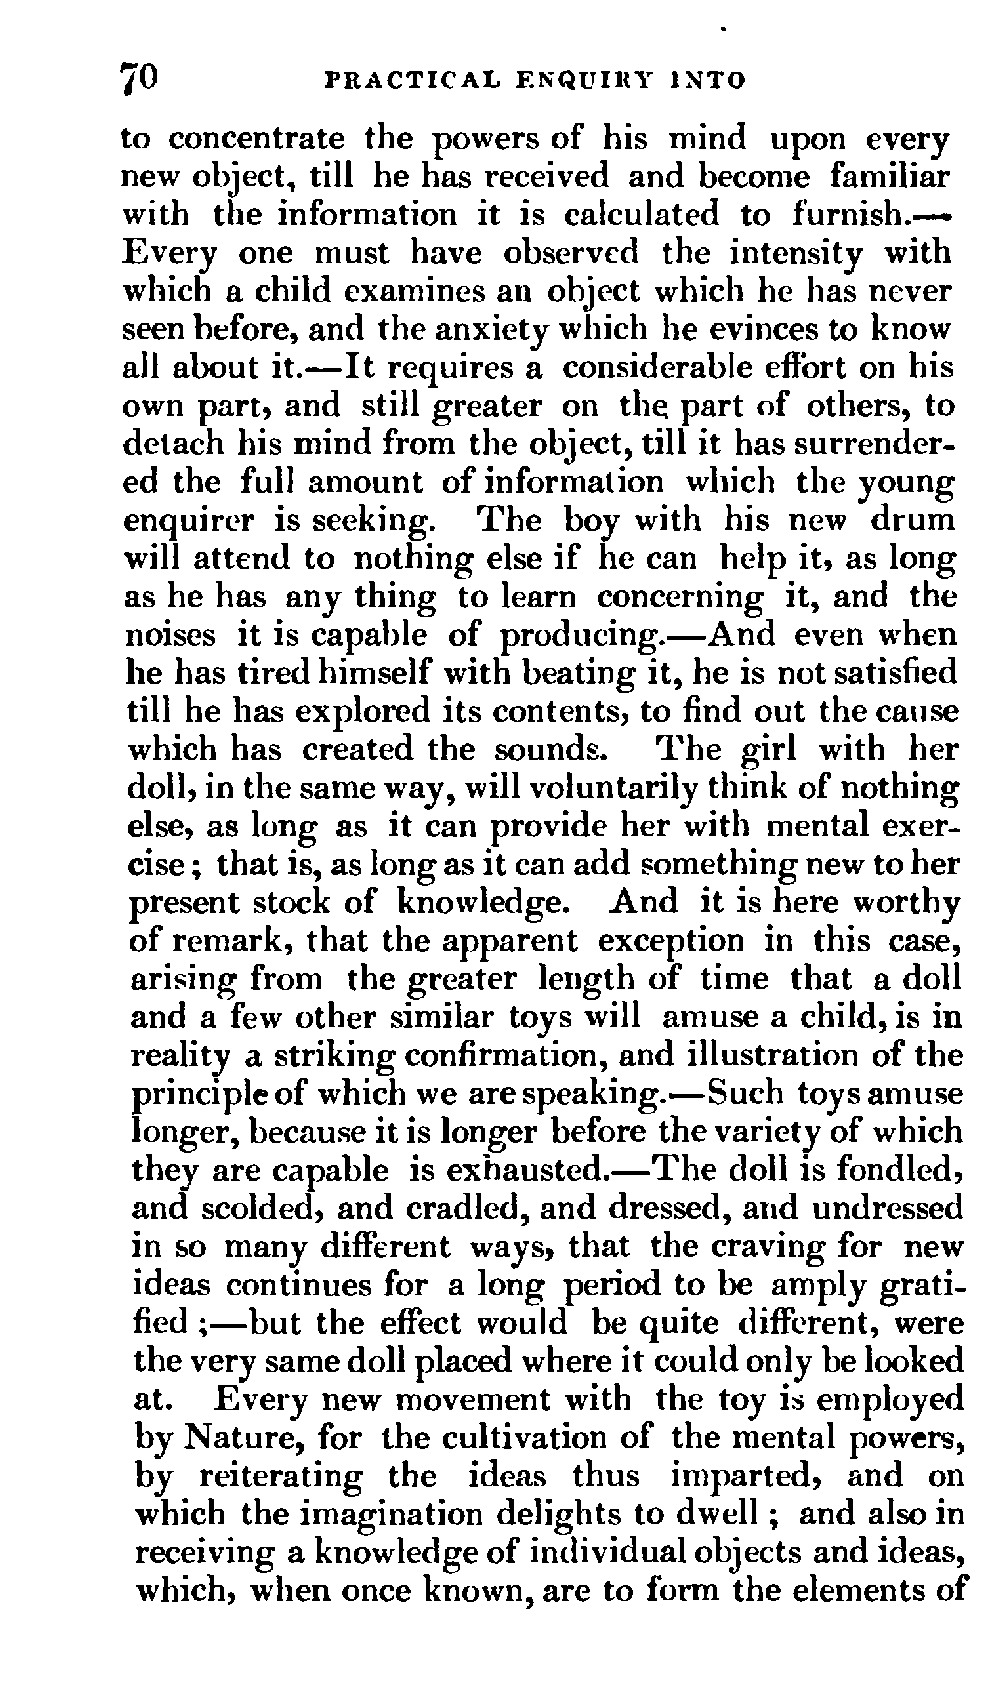 70 PRACTICAL ENQUIRY INTO
to concentrate the powers of his mind upon every
new object, till he has received and become familiar
with the information it is calculated to furnish.—
Every one must have observed the intensity with
which a child examines an object which he has never
seen before, and the anxiety which he evinces to know
all about it.—It requires a considerable effort on his
own part, and still greater on the part of others, to
detach his mind from the object, till it has surrender-
ed the full amount of information which the young
enquirer is seeking. The boy with his new drum
will attend to nothing else if he can help it, as long
as he has any thing to learn concerning it, and the
noises it is capable of producing.—And even when
he has tired himself with beating it, he is not satisfied
till he has explored its contents, to find out the cause
which has created the sounds. The girl with her
doll, in the same way, will voluntarily think of nothing
else, as long as it can provide her with mental exer-
cise; that is, as long as it can add something new to her
present stock of knowledge. And it is here worthy
of remark, that the apparent exception in this case,
arising from the greater length of time that a doll
and a few other similar toys will amuse a child, is in
reality a striking confirmation, and illustration of the
principle of which we are speaking.—Such toys amuse
longer, because it is longer before the variety of which
they are capable is exhausted.—The doll is fondled,
and scolded, and cradled, and dressed, and undressed
in so many different ways, that the craving for new
ideas continues for a long period to be amply grati-
fied ;—but the effect would be quite different, were
the very same doll placed where it could only be looked
at. Every new movement with the toy is employed
by Nature, for the cultivation of the mental powers,
by reiterating the ideas thus imparted, and on
which the imagination delights to dwell ; and also in
receiving a knowledge of individual objects and ideas,
which, when once known, are to form the elements of